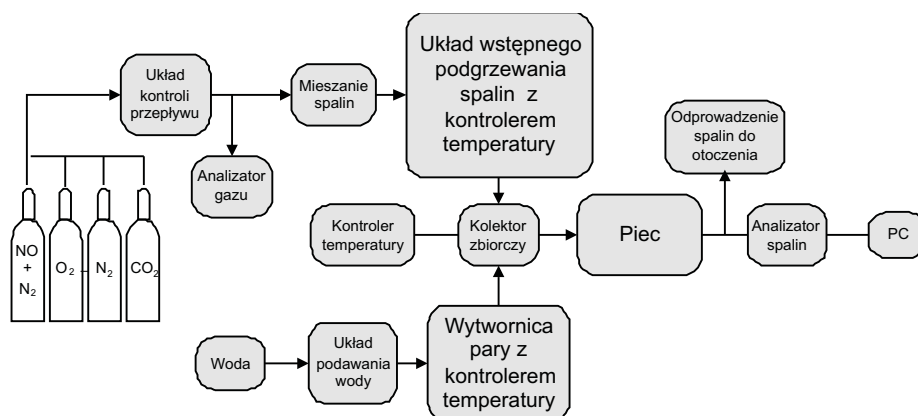 Układ
kontroli
przepływu
Mieszanie
spalin
Układ wstępnego
podgrzewania
spalin z
kontrolerem
temperatury
Odprowadzenie
spalin do
otoczenia
Analizator
gazu
Kontroler
temperatury
Kolektor
zbiorczy
Piec
Analizator
spalin
PC
NO
+
N₂
O₂
N₂
CO₂
Woda
Układ
podawania
wody
Wytwornica
pary z
kontrolerem
temperatury